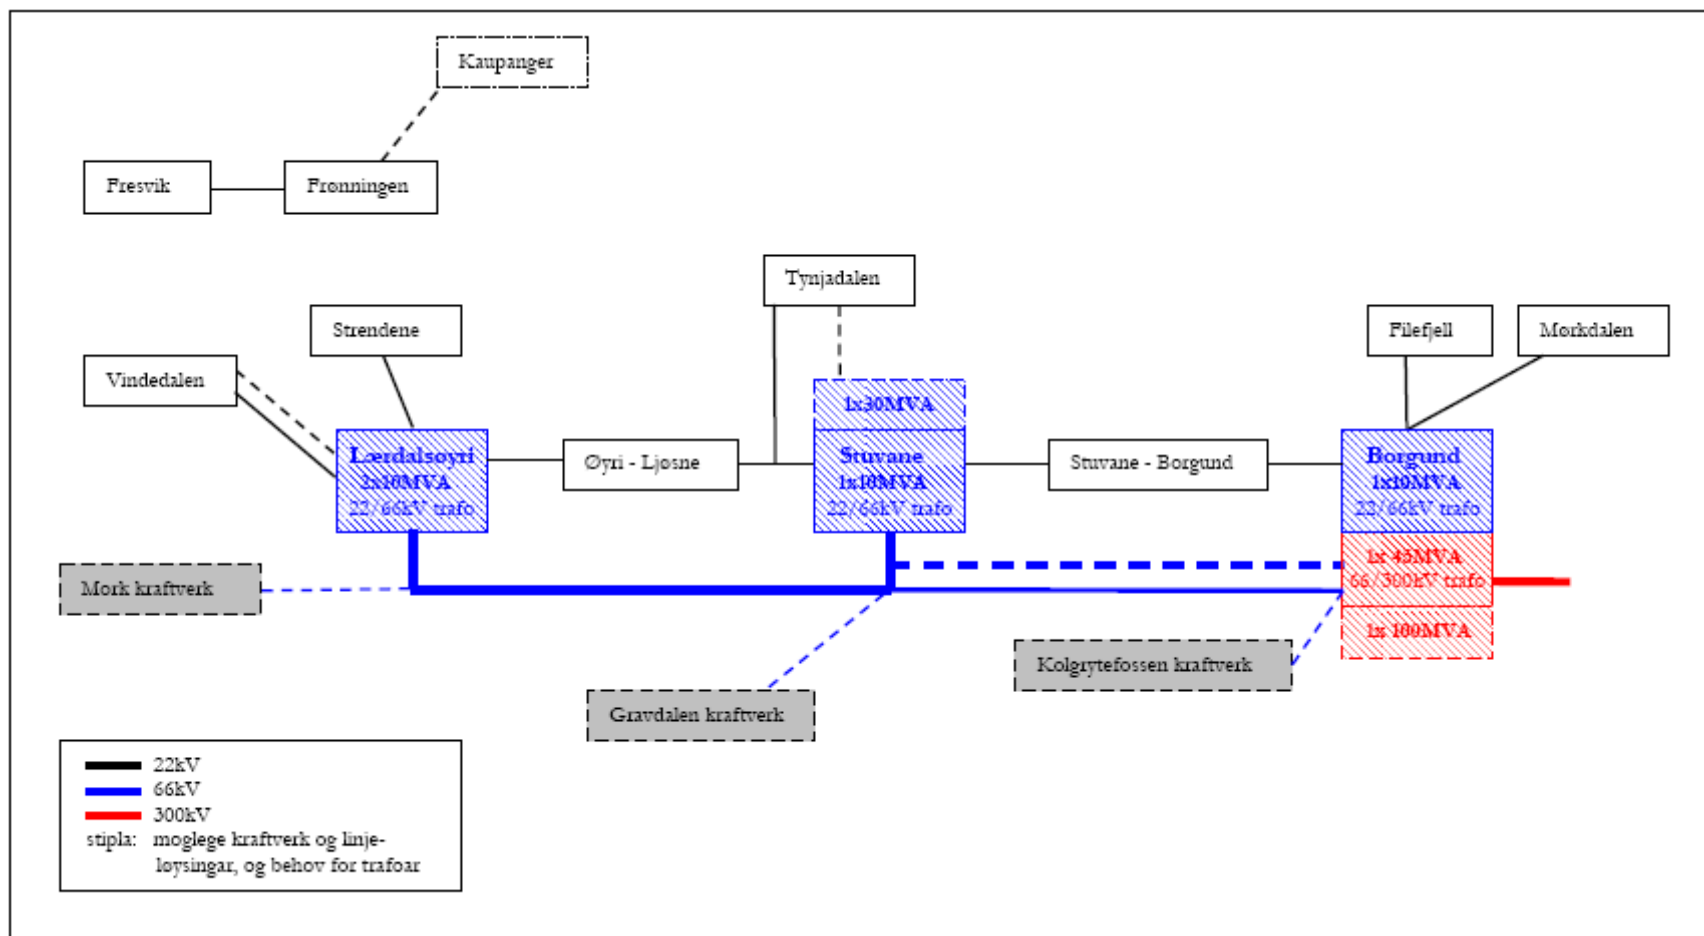 Kaupanger
Fresvik
Frønningen
Tynjadalen
Strendene
Filefjell
Mørkdalen
Vindedalen
1x30MVA
Lærdalsøyri
2x10MVA
22/66kV trafo
Øyri - Ljøsne
Stuvane
1x10MVA
22/66kV trafo
Stuvane - Borgund
Borgund
1x10MVA
22/66kV trafo
1x 45MVA
66/300kV trafo
1x 100MVA
Mork kraftverk
Kolgrytefossen kraftverk
Gravdalen kraftverk
22kV
66kV
300kV
stipla: moglege kraftverk og linje-
løysingar, og behov for trafoar